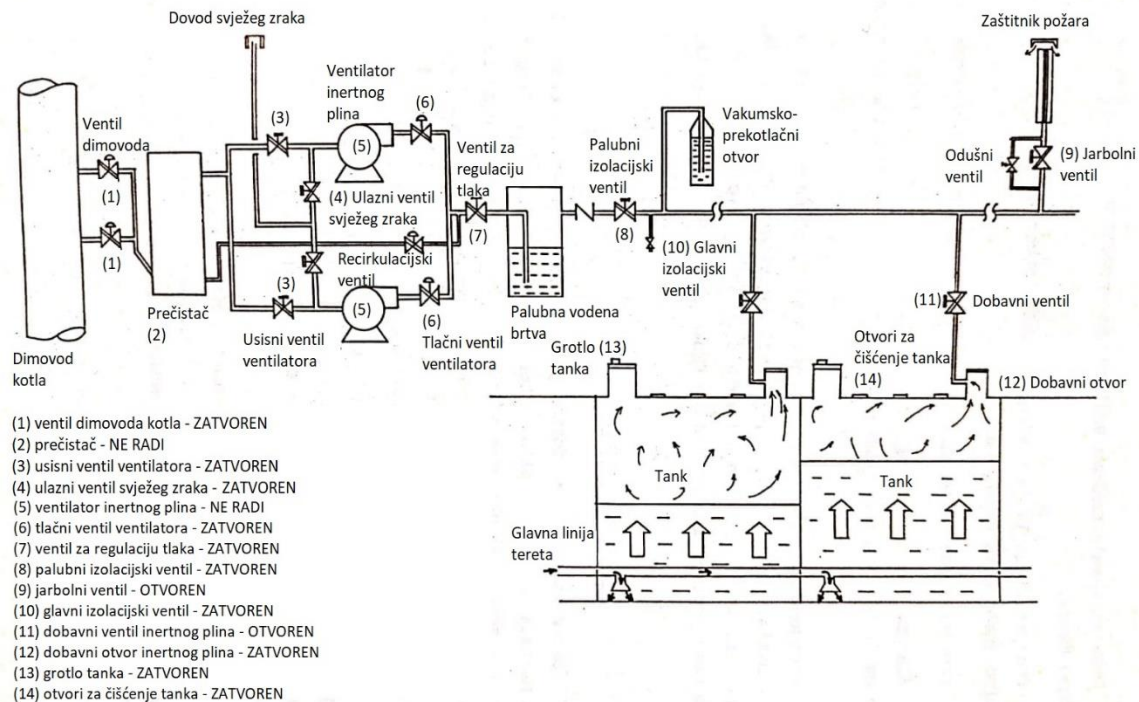 Dovod svježeg zraka
Zaštitnik požara
Ventilator
inertnog
plina
(6)
(3)
Ventil
dimovoda
(5)
Ventil za
regulaciju
tlaka
Palubni
izolacijski
ventil
Vakumsko-
prekotlačni
otvor
Odušni
ventil
(9) Jarbolni
ventil
(1)
(4) Ulazni ventil
svježeg zraka
(7)
(8)
(10) Glavni
izolacijski
ventil
(1)
Recirkulacijski
ventil
(3)
(5)
(6)
(11)
Dobavni ventil
Prečistač
(2)
Usisni ventil
ventilatora
Tlačni ventil
ventilatora
Palubna vodena
brtva
Dimovod
kotla
Grotlo (13)
tanka
Otvori za
čišćenje tanka
(14)
(12) Dobavni otvor
Tank
Tank
Glavna linija
tereta
(1) ventil dimovoda kotla - ZATVOREN
(2) prečistač - NE RADI
(3) usisni ventil ventilatora - ZATVOREN
(4) ulazni ventil svježeg zraka - ZATVOREN
(5) ventilator inertnog plina - NE RADI
(6) tlačni ventil ventilatora - ZATVOREN
(7) ventil za regulaciju tlaka - ZATVOREN
(8) palubni izolacijski ventil - ZATVOREN
(9) jarbolni ventil - OTVOREN
(10) glavni izolacijski ventil - ZATVOREN
(11) dobavni ventil inertnog plina - OTVOREN
(12) dobavni otvor inertnog plina - ZATVOREN
(13) grotlo tanka - ZATVOREN
(14) otvori za čišćenje tanka - ZATVOREN